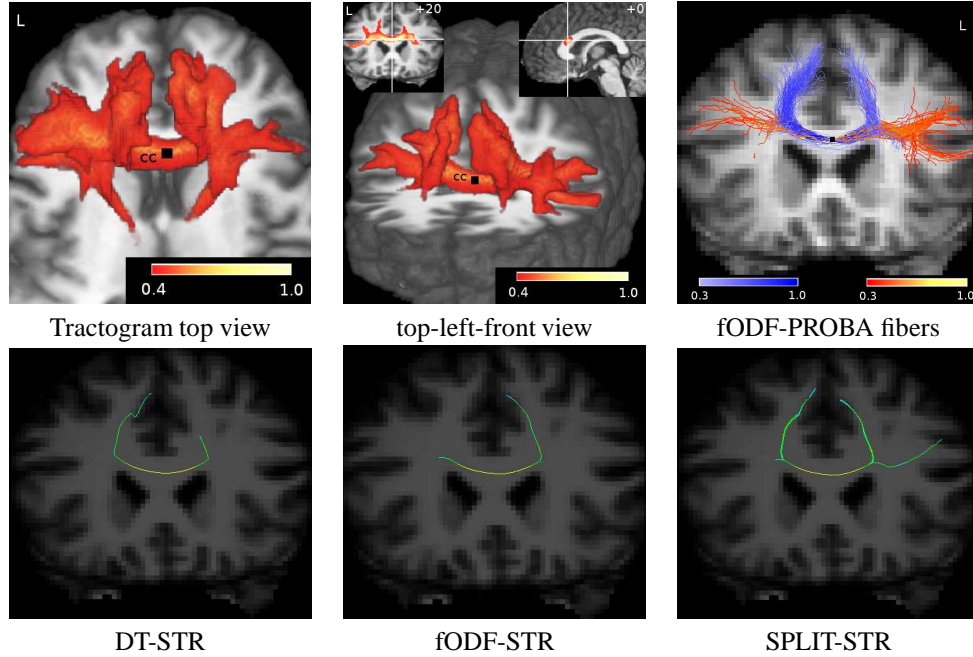 L
CC
0.4 1.0
Tractogram top view
L
+20
+0
CC
0.4 1.0
top-left-front view
L
0.3 1.0 0.3 1.0
fODF-PROBA fibers
DT-STR
fODF-STR
SPLIT-STR